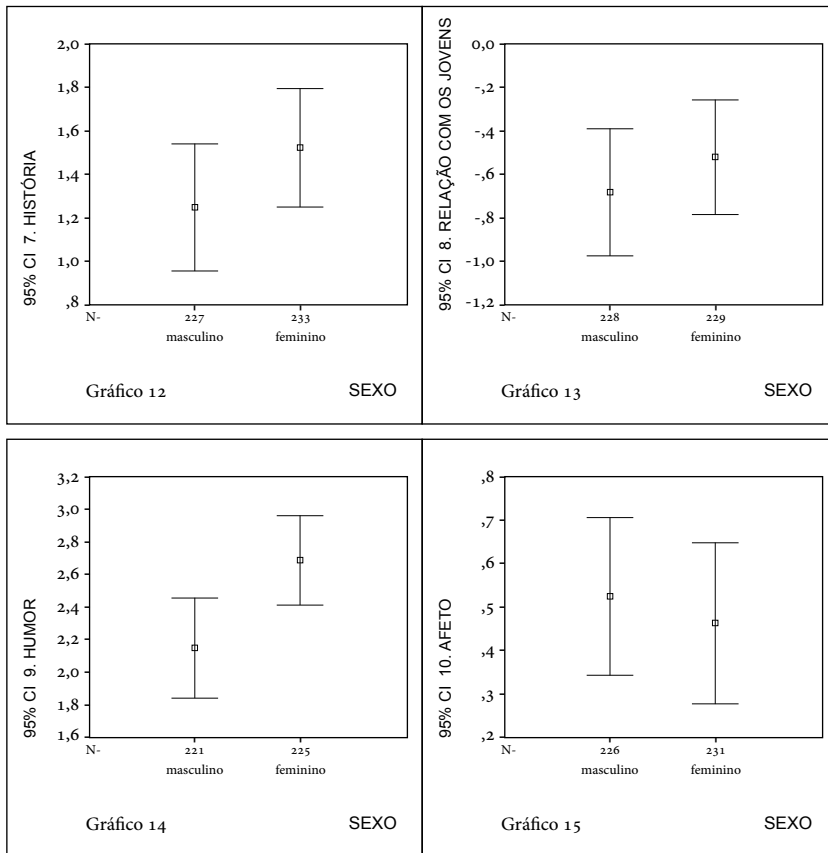 95% CI 7. HISTÓRIA
2,0
1,8
1,6
1,4
1,2
1,0
,8
N- 227 233
masculino feminino
Gráfico 12 SEXO
95% CI 8. RELAÇÃO COM OS JOVENS
0,0
-,2
-,4
-,6
-,8
-1,0
-1,2
N- 228 229
masculino feminino
Gráfico 13 SEXO
95% CI 9. HUMOR
3,2
3,0
2,8
2,6
2,4
2,2
2,0
1,8
1,6
N- 221 225
masculino feminino
Gráfico 14 SEXO
95% CI 10. AFETO
,8
,7
,6
,5
,4
,3
,2
N- 226 231
masculino feminino
Gráfico 15 SEXO